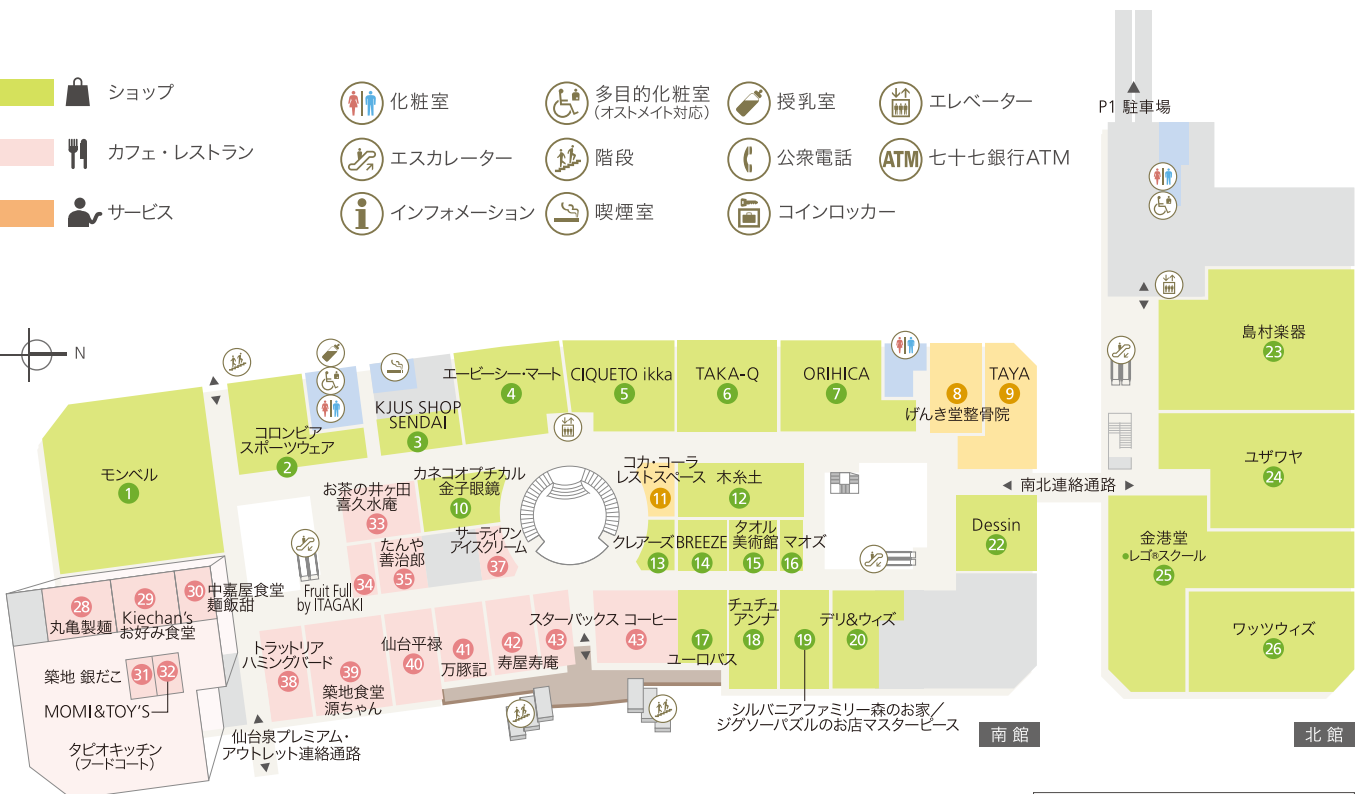 ショップ
カフェ・レストラン
サービス
化粧室
多目的化粧室
(オストメイト対応)
授乳室
エレベーター
エスカレーター
階段
公衆電話
ATM 七十七銀行ATM
インフォメーション
喫煙室
コインロッカー
P1 駐車場
N
モンベル
1
コロンビア
スポーツウェア
2
KJUS SHOP
SENDAI
3
エービーシー・マート
4
CIQUETO ikka
5
TAKA-Q
6
ORIHICA
7
8
げんき堂整骨院
TAYA
9
カネコオプチカル
金子眼鏡
10
コカ・コーラ
レストスペース
11
木糸土
12
クレアーズ
13
BREEZE
14
タオル
美術館
15
マオズ
16
17
ユーロパス
チュチュ
アンナ
18
19
シルバニアファミリー森のお家/
ジグソーパズルのお店マスターピース
デリ&ウィズ
20
Dessin
22
南北連絡通路
島村楽器
23
ユザワヤ
24
金港堂
レゴ®スクール
25
ワッツウィズ
26
28
丸亀製麺
29
Kiechan's
お好み食堂
30
中嘉屋食堂
麺飯甜
築地 銀だこ
31
32
MOMI&TOY'S
タピオキッチン
(フードコート)
お茶の井ヶ田
喜久水庵
33
34
Fruit Full
by ITAGAKI
たんや
善治郎
35
サーティワン
アイスクリーム
37
トラットリア
ハミングバード
38
39
築地食堂
源ちゃん
仙台平禄
40
41
万豚記
42
寿屋寿庵
43
スターバックス コーヒー
43
仙台泉プレミアム・
アウトレット連絡通路
南館
北館